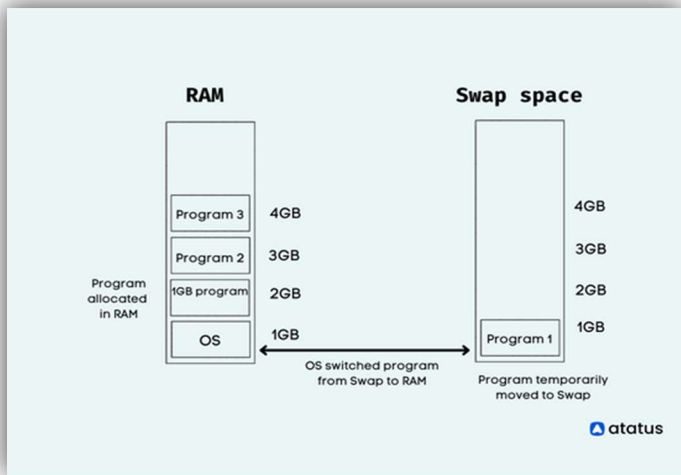 RAM
Swap space
Program 3
4GB
Program 2
3GB
1GB program
2GB
OS
1GB
Program
allocated
in RAM
OS switched program
from Swap to RAM
4GB
3GB
2GB
1GB
Program 1
Program temporarily
moved to Swap
atatus